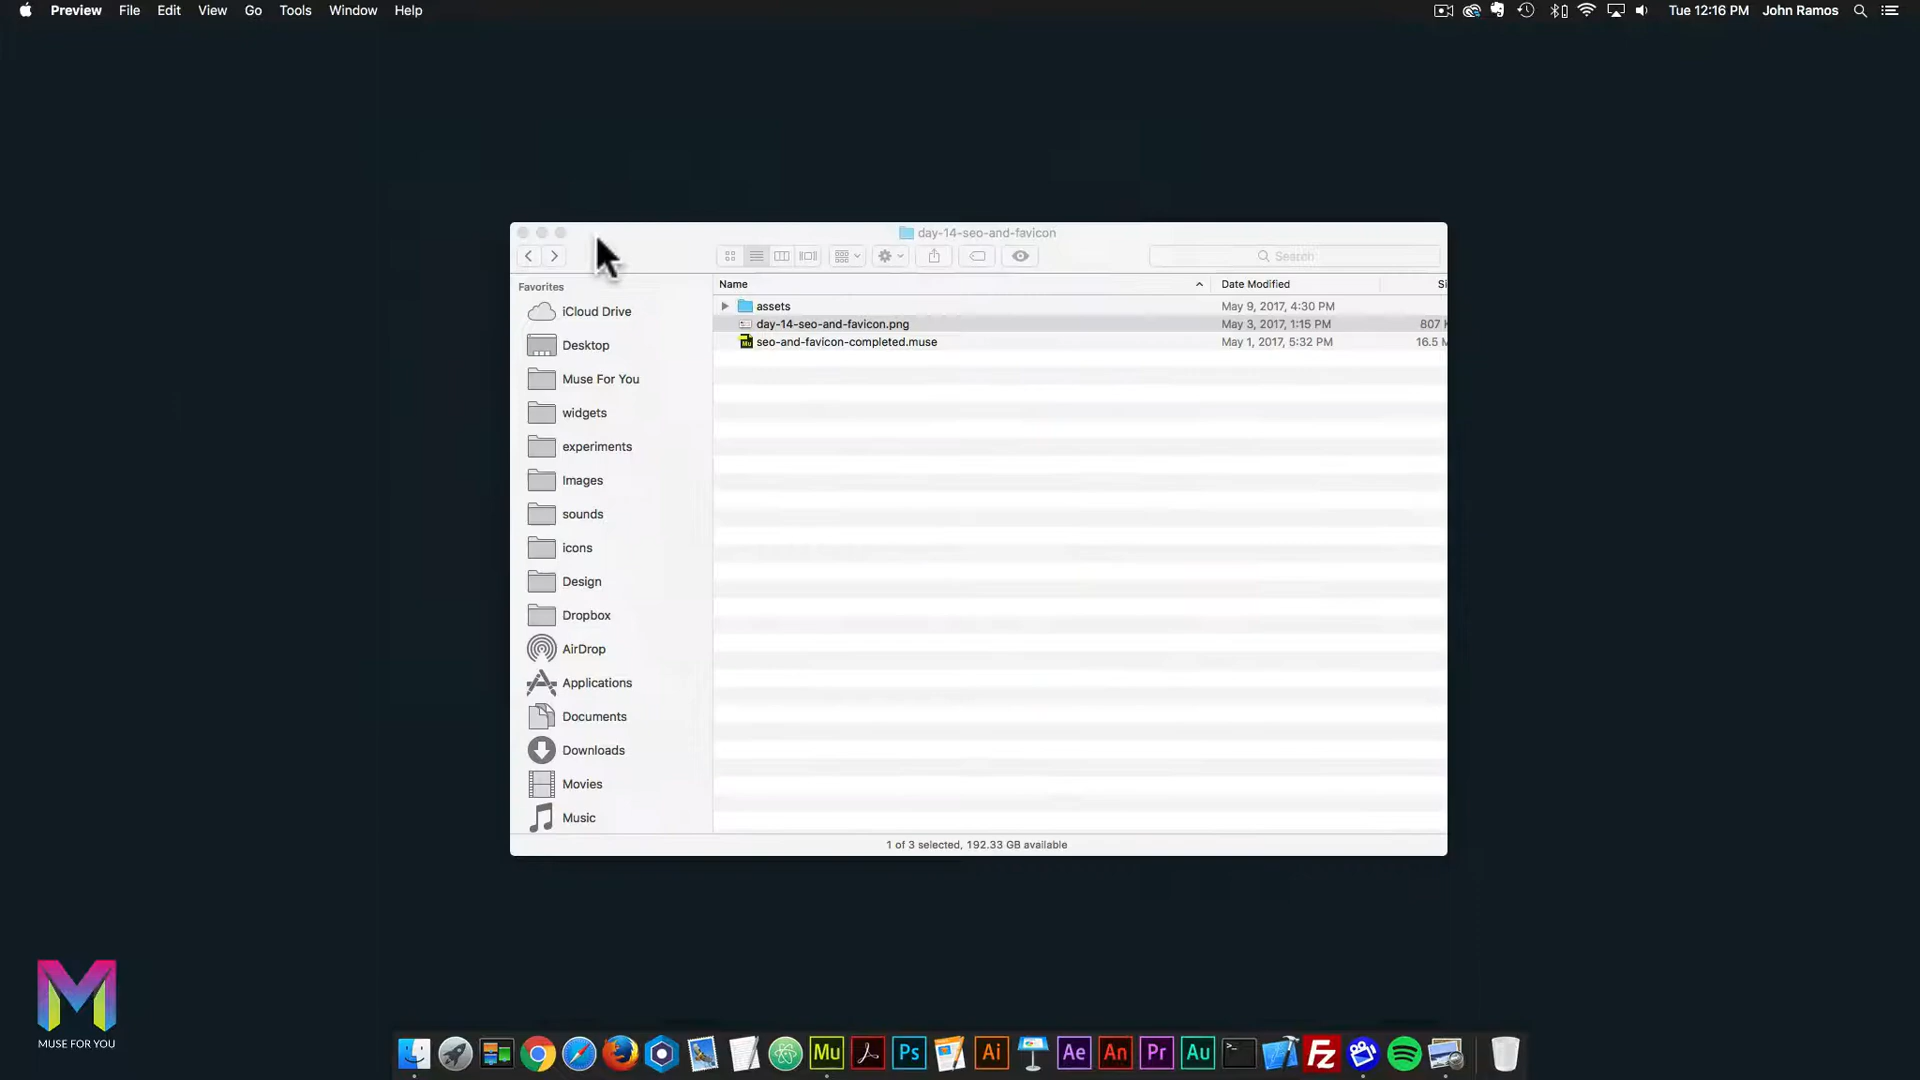 Preview File Edit View Go Tools Window Help Tue 12:16 PM John Ramos
day-14-seo-and-favicon
Search
Favorites
iCloud Drive
Desktop
Muse For You
widgets
experiments
Images
sounds
icons
Design
Dropbox
AirDrop
Applications
Documents
Downloads
Movies
Music
Name Date Modified Si
assets May 9, 2017, 4:30 PM
day-14-seo-and-favicon.png May 3, 2017, 1:15 PM 807 K
seo-and-favicon-completed.muse May 1, 2017, 5:32 PM 16.5 M
1 of 3 selected, 192.33 GB available
MUSE FOR YOU
Mu Ps Ai Ae An Pr Au FZ